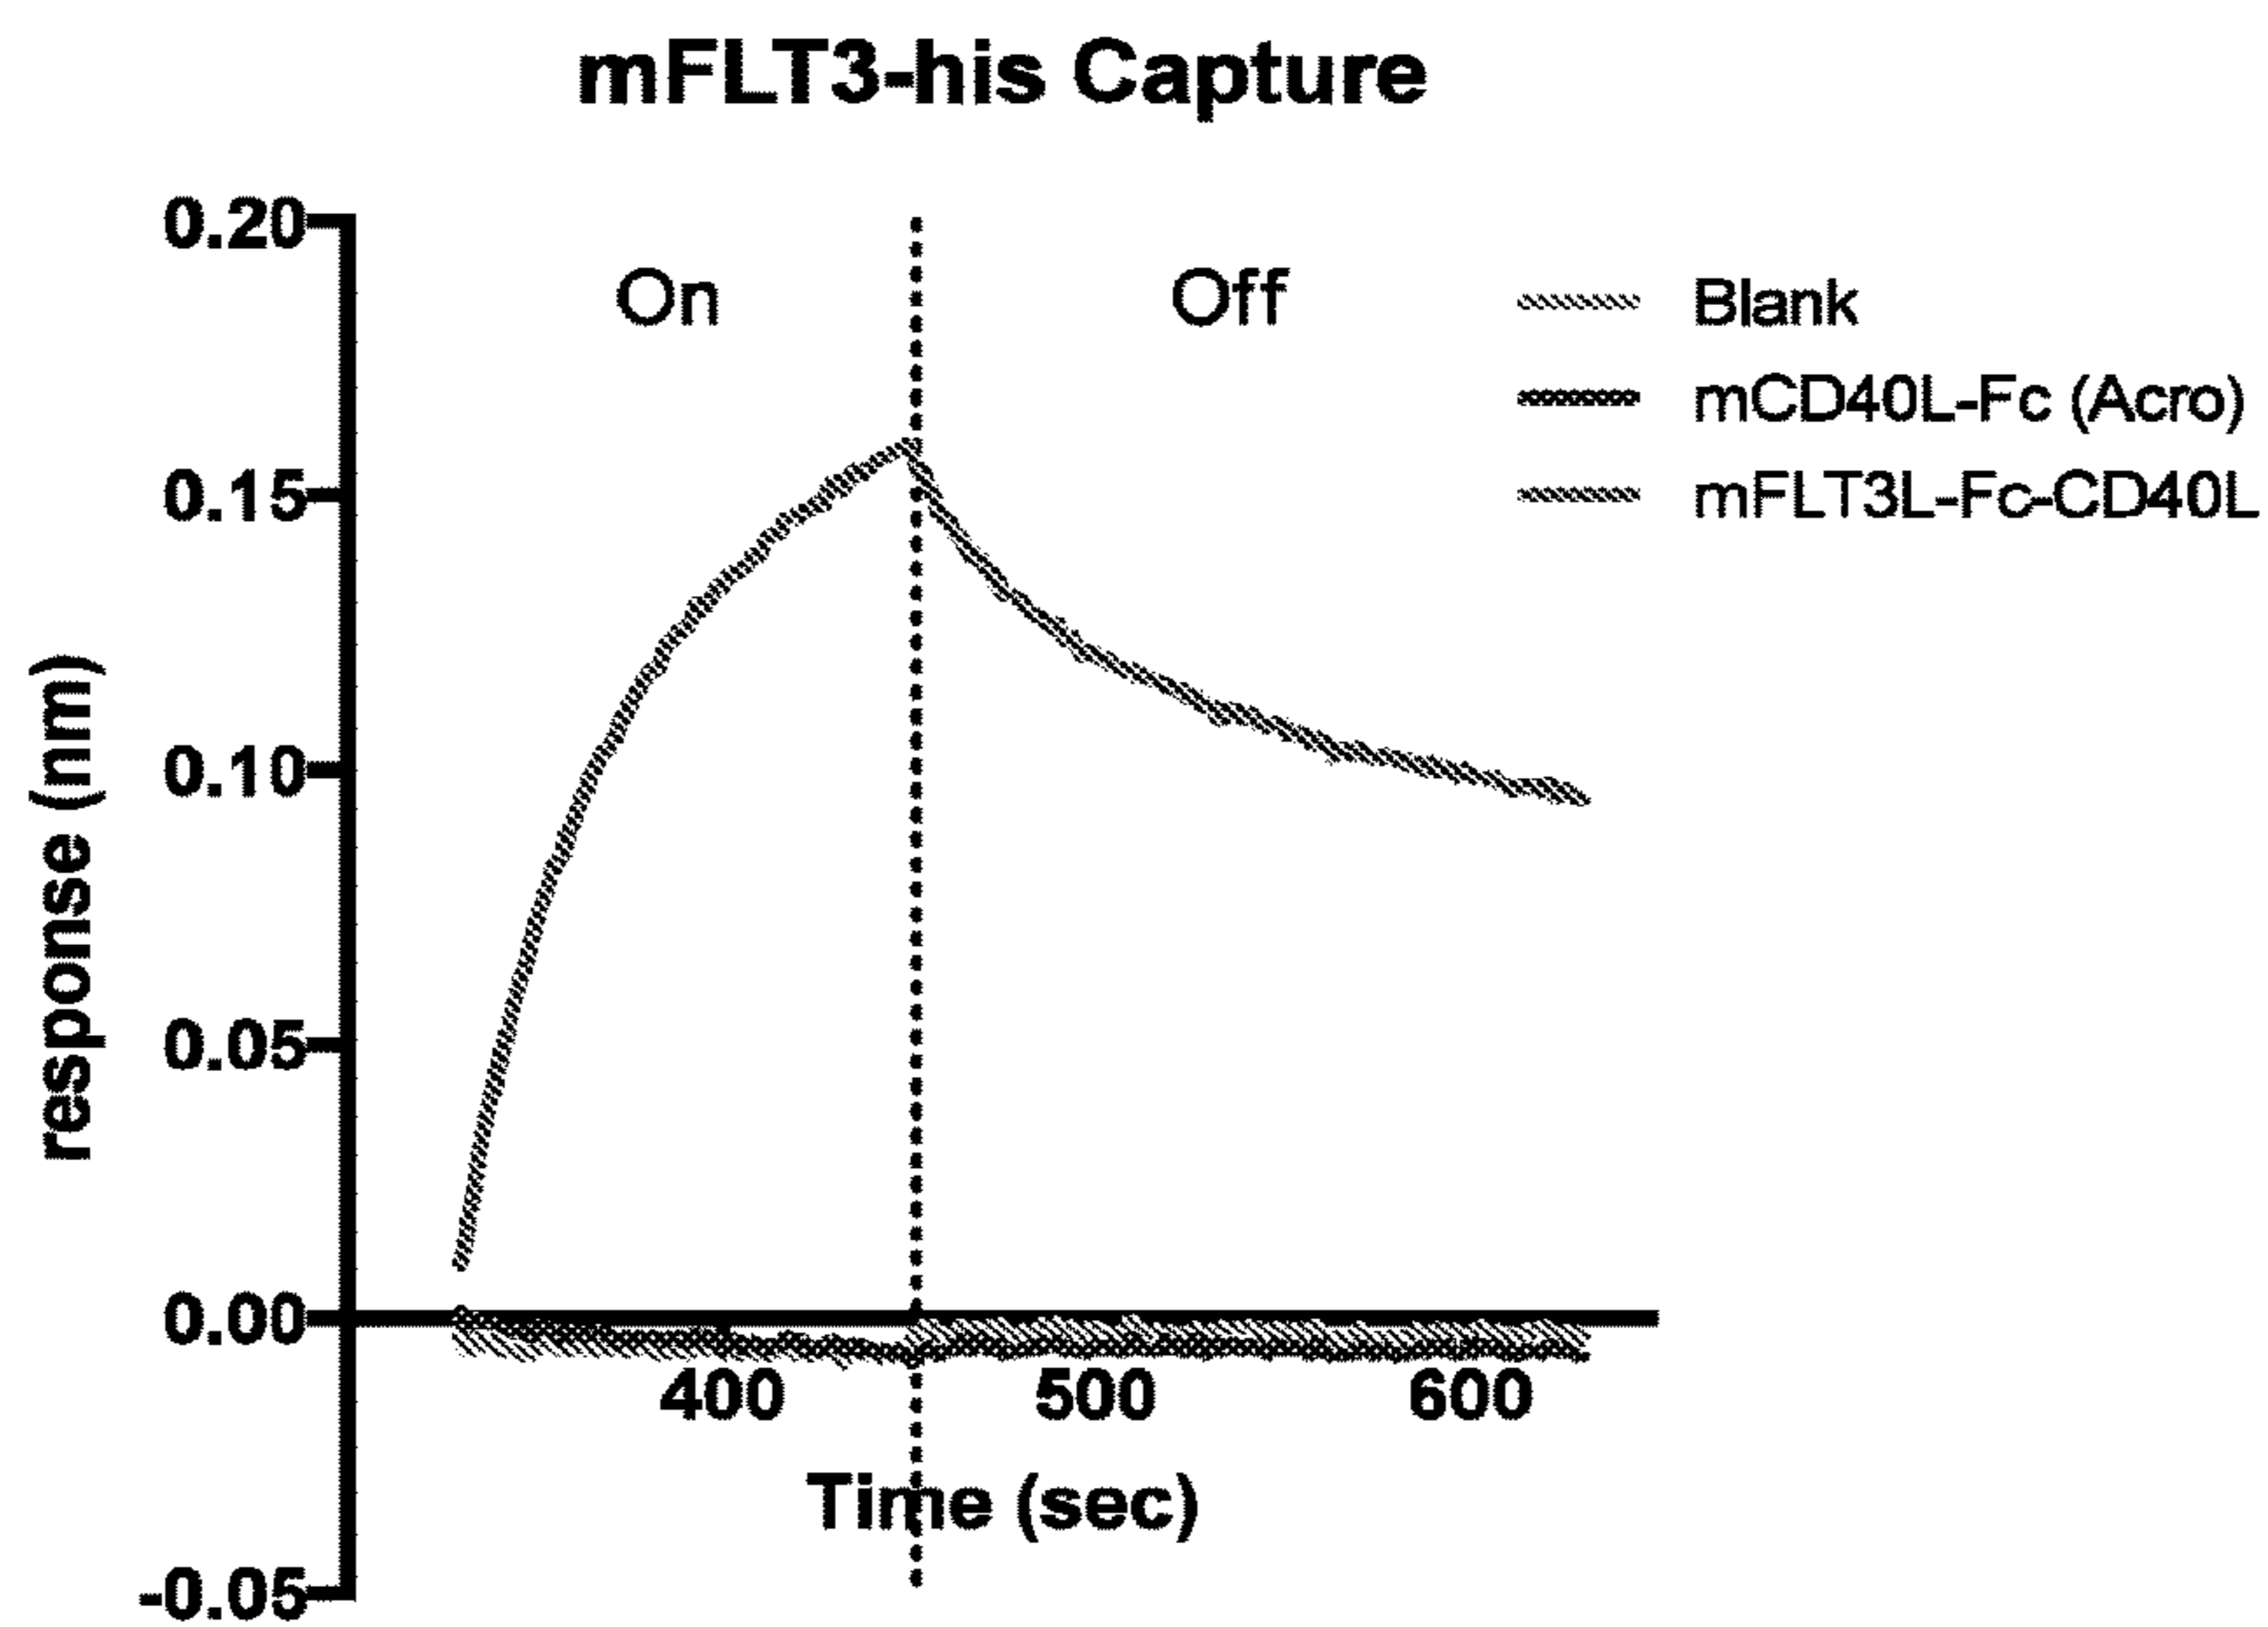 mFLT3-his Capture
0.20
0.15
0.10
0.05
0.00
-0.05
response (nm)
On
Off
Blank
mCD40L-Fc (Acro)
mFLT3L-Fc-CD40L
400
500
600
Time (sec)